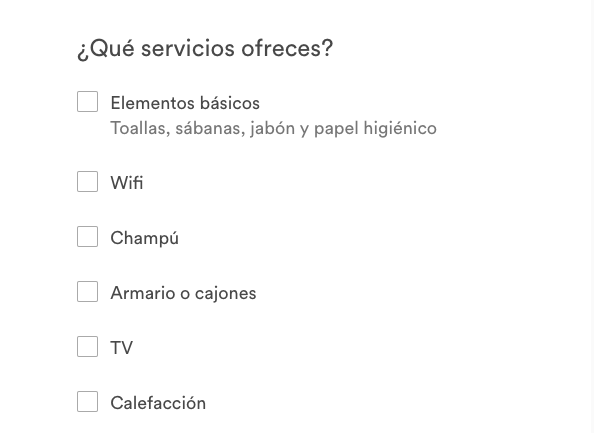 ¿Qué servicios ofreces?
Elementos básicos
Toallas, sábanas, jabón y papel higiénico
Wifi
Champú
Armario o cajones
TV
Calefacción